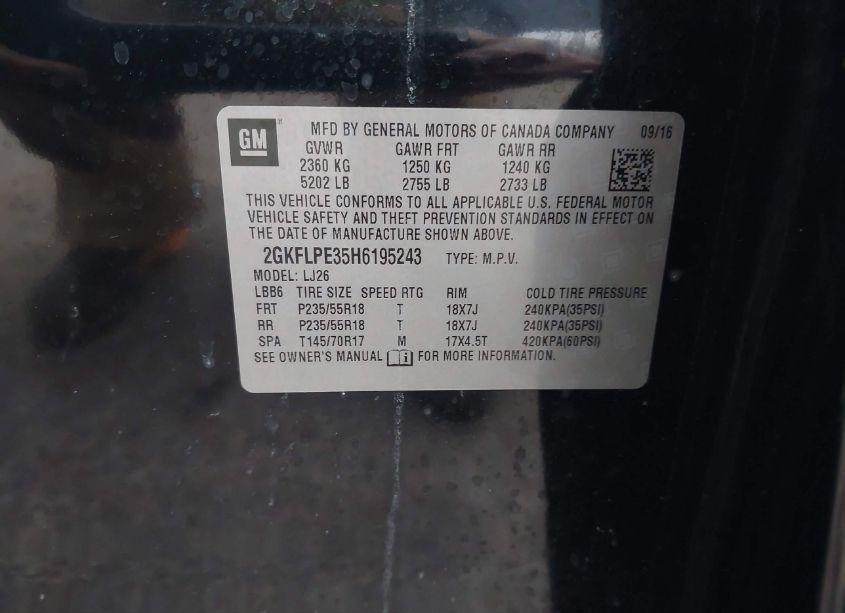 GM MFD BY GENERAL MOTORS OF CANADA COMPANY 09/16
GVWR GAWR FRT GAWR RR
2360 KG 1250 KG 1240 KG
5202 LB 2755 LB 2733 LB
THIS VEHICLE CONFORMS TO ALL APPLICABLE U.S. FEDERAL MOTOR
VEHICLE SAFETY AND THEFT PREVENTION STANDARDS IN EFFECT ON
THE DATE OF MANUFACTURE SHOWN ABOVE.
2GKFLPE35H6195243 TYPE: M.P.V.
MODEL: LJ26
LBB6 TIRE SIZE SPEED RTG RIM COLD TIRE PRESSURE
FRT P235/55R18 T 18X7J 240KPA(35PSI)
RR P235/55R18 T 18X7J 240KPA(35PSI)
SPA T145/70R17 M 17X4.5T 420KPA(60PSI)
SEE OWNER'S MANUAL FOR MORE INFORMATION.